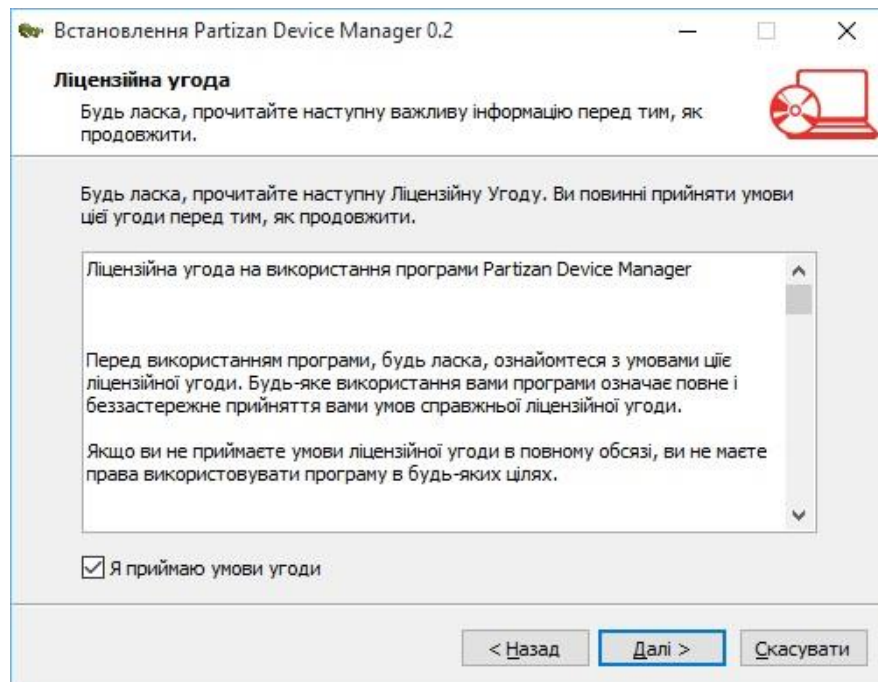 Встановлення Partizan Device Manager 0.2
Ліцензійна угода
Будь ласка, прочитайте наступну важливу інформацію перед тим, як
продовжити.
Будь ласка, прочитайте наступну Ліцензійну Угоду. Ви повинні прийняти умови
цієї угоди перед тим, як продовжити.
Ліцензійна угода на використання програми Partizan Device Manager
Перед використанням програми, будь ласка, ознайомтеся з умовами ціїє
ліцензійної угоди. Будь-яке використання вами програми означає повне і
беззастережне прийняття вами умов справжньої ліцензійної угоди.
Якщо ви не приймаєте умови ліцензійної угоди в повному обсязі, ви не маєте
права використовувати програму в будь-яких цілях.
Я приймаю умови угоди
< Назад
Далі >
Скасувати